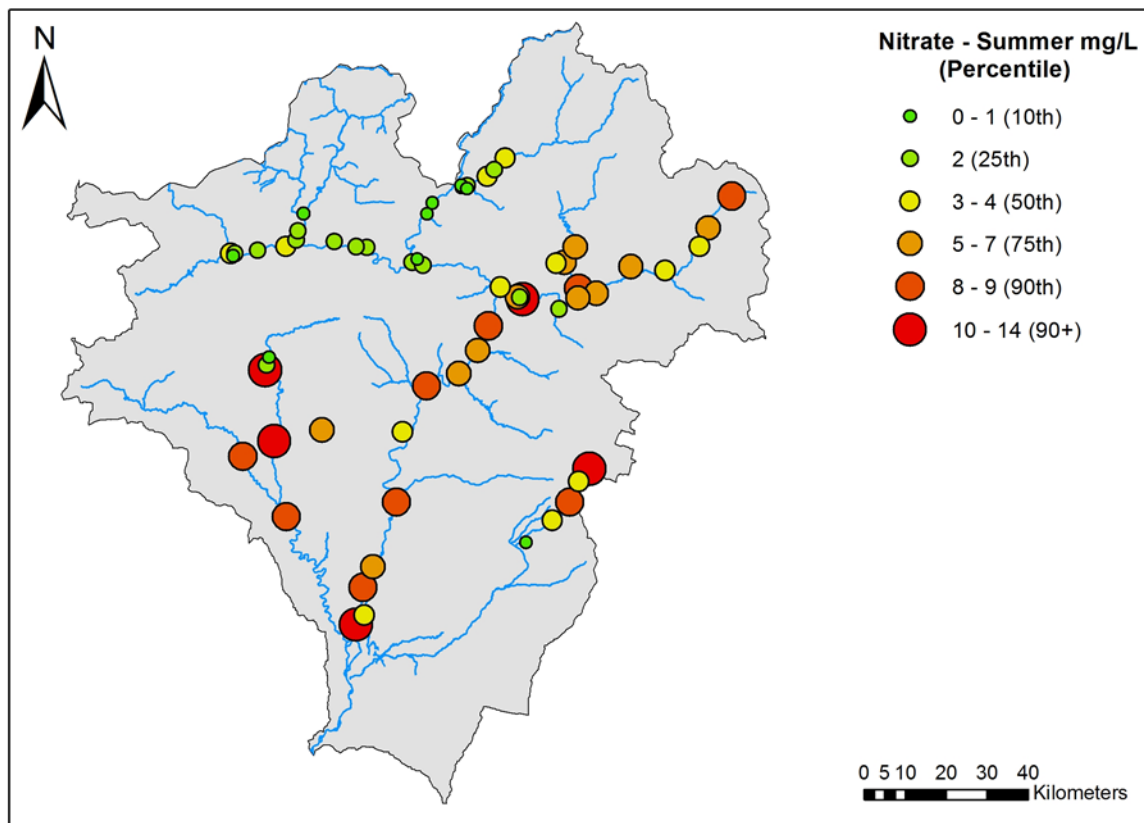 N
Nitrate - Summer mg/L
(Percentile)
0 - 1 (10th)
2 (25th)
3 - 4 (50th)
5 - 7 (75th)
8 - 9 (90th)
10 - 14 (90+)
0 5 10 20 30 40
Kilometers